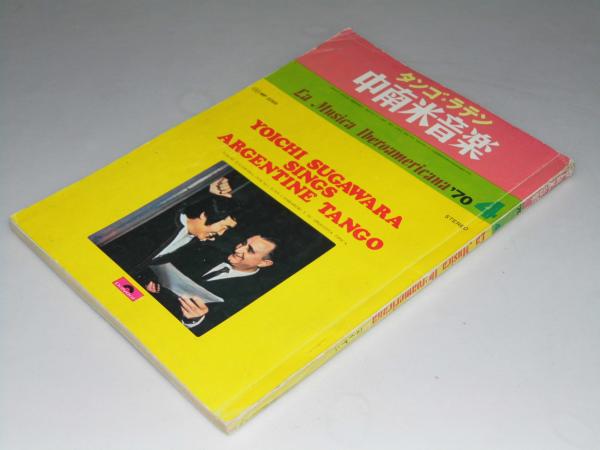 タンゴ・ラテン
中南米音楽
La Musica Iberoamericana '70 4
STEREO
YOICHI SUGAWARA
SINGS
ARGENTINE TANGO